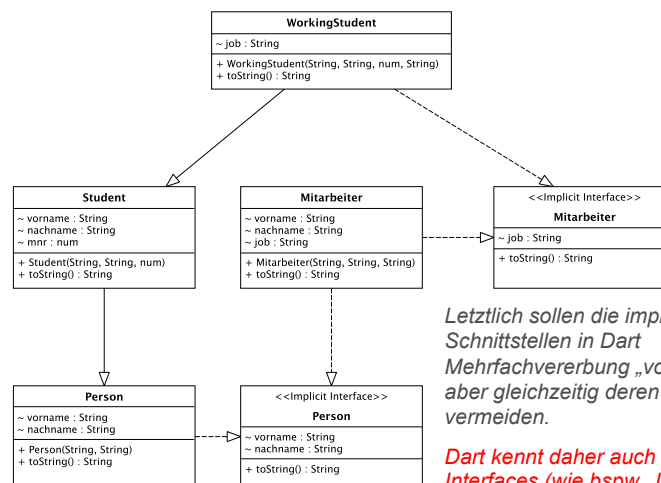 WorkingStudent
~ job : String
+ WorkingStudent(String, String, num, String)
+ toString() : String
Student
~ vorname : String
~ nachname : String
~ mnr : num
+ Student(String, String, num)
+ toString() : String
Mitarbeiter
~ vorname : String
~ nachname : String
~ job : String
+ Mitarbeiter(String, String, String)
+ toString() : String
<<Implicit Interface>>
Mitarbeiter
~ job : String
+ toString() : String
Person
~ vorname : String
~ nachname : String
+ Person(String, String)
+ toString() : String
<<Implicit Interface>>
Person
~ vorname : String
~ nachname : String
+ toString() : String
Letztlich sollen die
Schnittstellen in Dart
Mehrfachvererbung
aber gleichzeitig deren
vermeiden.
Dart kennt daher auch
Interfaces (wie bspw.